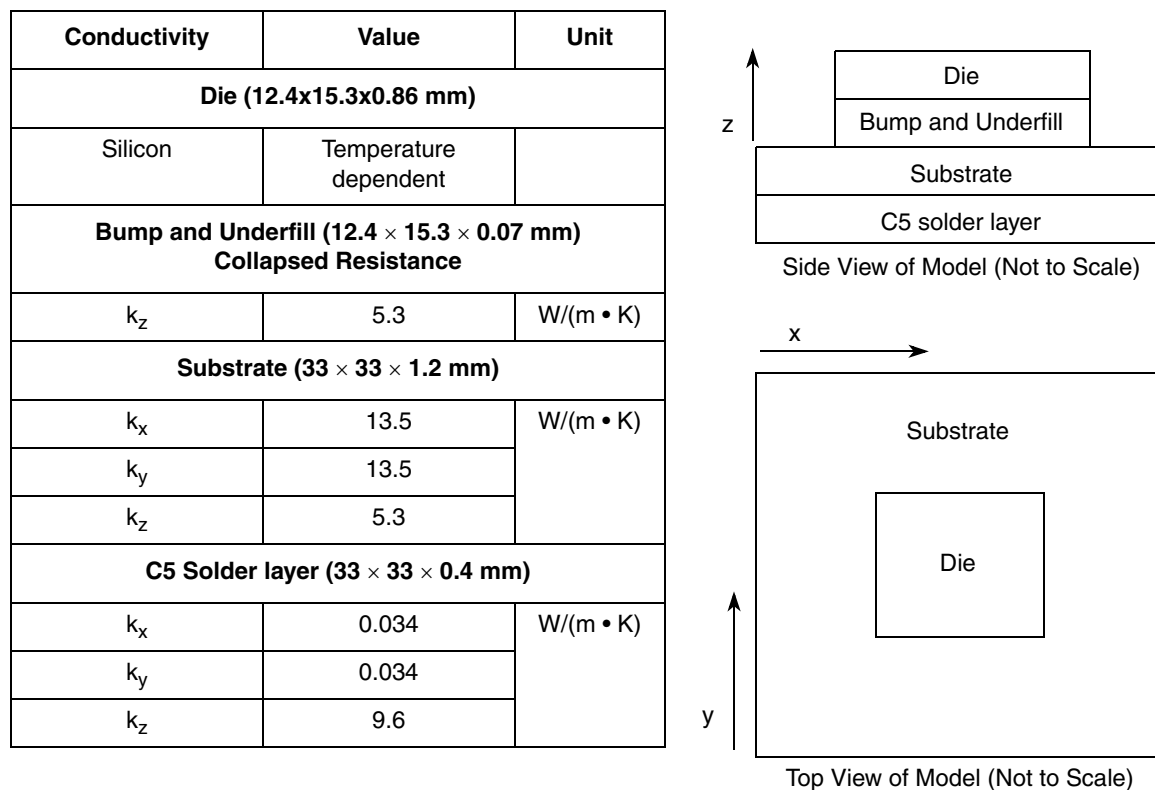 Conductivity Value Unit
Die (12.4x15.3x0.86 mm)
Silicon Temperature
dependent
Bump and Underfill (12.4 × 15.3 × 0.07 mm)
Collapsed Resistance
kz 5.3 W/(m • K)
Substrate (33 × 33 × 1.2 mm)
kx 13.5 W/(m • K)
ky 13.5
kz 5.3
C5 Solder layer (33 × 33 × 0.4 mm)
kx 0.034 W/(m • K)
ky 0.034
kz 9.6
z
Die
Bump and Underfill
Substrate
C5 solder layer
Side View of Model (Not to Scale)
x
Substrate
Die
y
Top View of Model (Not to Scale)